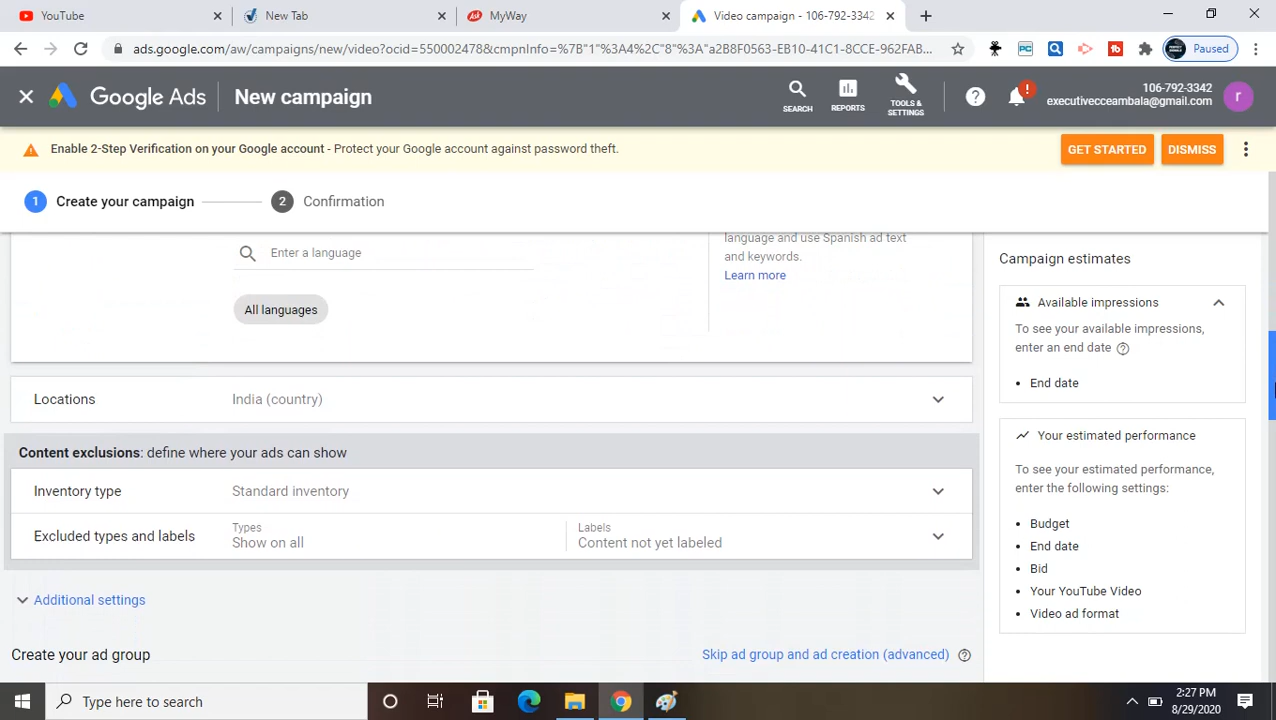 YouTube
New Tab
Ask MyWay
Video campaign - 106-792-3342
ads.google.com/aw/campaigns/new/video?ocid=550002478&cmpnInfo=%7B"1"%3A4%2C"8"%3A"a2B8F0563-EB10-41C1-8CCE-962FAB...
PC
Paused
Google Ads
New campaign
SEARCH
REPORTS
TOOLS & SETTINGS
106-792-3342
executivecceambala@gmail.com
r
Enable 2-Step Verification on your Google account - Protect your Google account against password theft.
GET STARTED
DISMISS
1 Create your campaign
2 Confirmation
Enter a language
All languages
language and use Spanish ad text
and keywords.
Learn more
Locations
India (country)
Content exclusions: define where your ads can show
Inventory type
Standard inventory
Excluded types and labels
Types
Show on all
Labels
Content not yet labeled
Additional settings
Create your ad group
Skip ad group and ad creation (advanced)
Campaign estimates
Available impressions
To see your available impressions,
enter an end date
• End date
Your estimated performance
To see your estimated performance,
enter the following settings:
• Budget
• End date
• Bid
• Your YouTube Video
• Video ad format
Type here to search
2:27 PM
8/29/2020